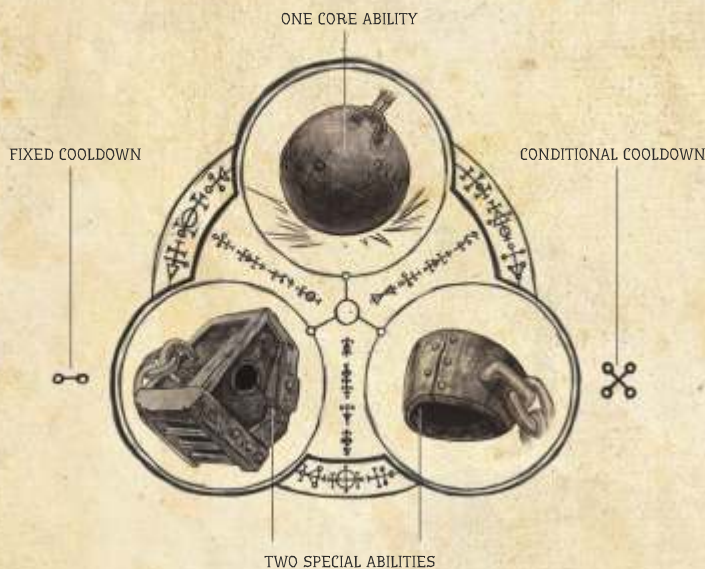 ONE CORE ABILITY
FIXED COOLDOWN
CONDITIONAL COOLDOWN
TWO SPECIAL ABILITIES